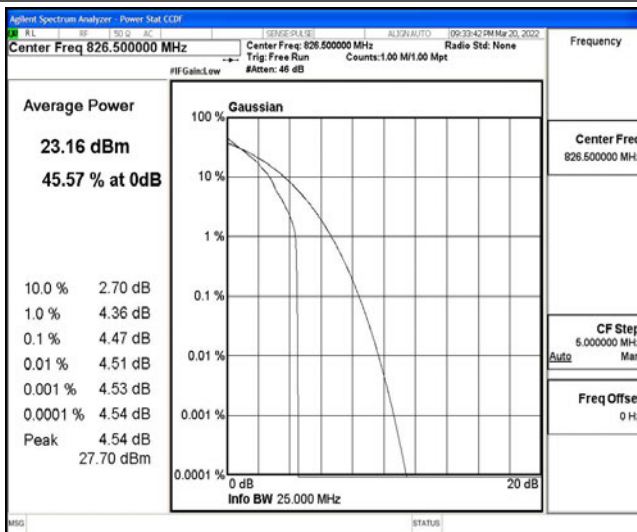 Agilent Spectrum Analyzer - Power Stat CCDF
RL RF 50 Ω AC SENSE:PULSE ALIGN AUTO 09:33:42 PM Mar 20, 2022
Center Freq 826.500000 MHz
Center Freq: 826.500000 MHz Radio Std: None
Trig: Free Run Counts:1.00 M/1.00 Mpt
#IFGain:Low #Atten: 46 dB
Frequency
Average Power
23.16 dBm
45.57 % at 0dB
10.0 % 2.70 dB
1.0 % 4.36 dB
0.1 % 4.47 dB
0.01 % 4.51 dB
0.001 % 4.53 dB
0.0001 % 4.54 dB
Peak 4.54 dB
27.70 dBm
Gaussian
100 %
10 %
1 %
0.1 %
0.01 %
0.001 %
0.0001 %
0 dB 20 dB
Info BW 25.000 MHz
Center Freq
826.500000 MHz
CF Step
5.000000 MHz
Auto Man
Freq Offse
0 Hz
MSG STATUS